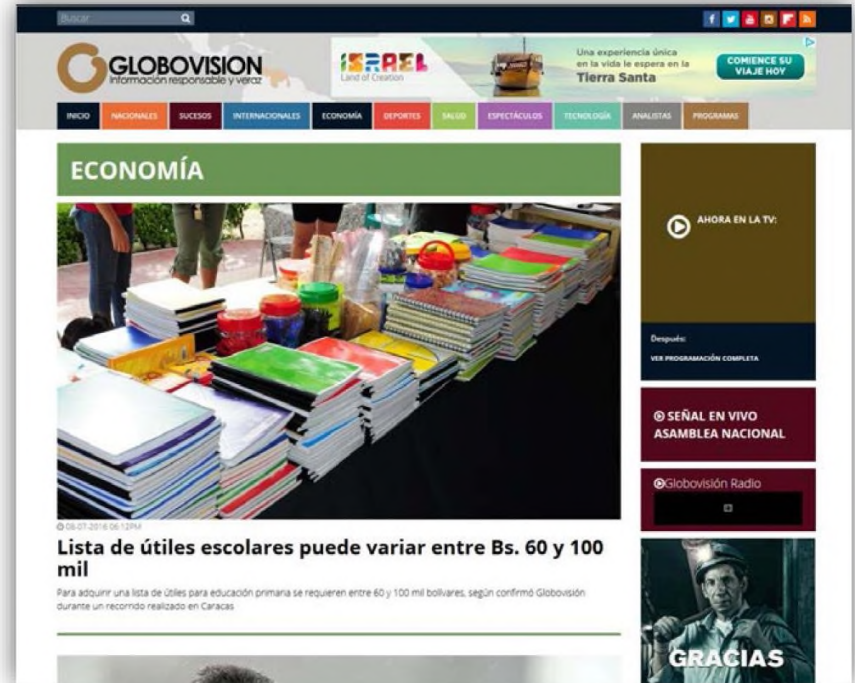 Buscar
GLOBOVISION
Información responsable y veraz
ISRAEL
Land of Creation
Una experiencia única
en la vida le espera en la
Tierra Santa
COMIENCE SU
VIAJE HOY
INICIO NACIONALES SUCESOS INTERNACIONALES ECONOMÍA DEPORTES SALUD ESPECTÁCULOS TECNOLOGÍA ANALISTAS PROGRAMAS
ECONOMÍA
08-07-2016 06:12PM
Lista de útiles escolares puede variar entre Bs. 60 y 100
mil
Para adquirir una lista de útiles para educación primaria se requieren entre 60 y 100 mil bolívares, según confirmó Globovisión
durante un recorrido realizado en Caracas
AHORA EN LA TV:
Después:
VER PROGRAMACIÓN COMPLETA
SEÑAL EN VIVO
ASAMBLEA NACIONAL
Globovisión Radio
GRACIAS